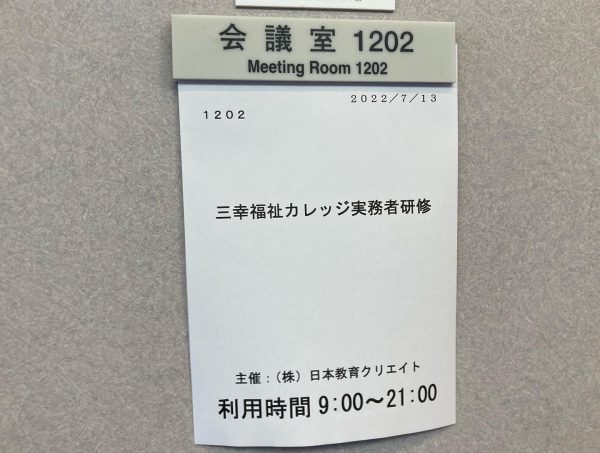 会議室 1202
Meeting Room 1202
２０２２／７／１３
１２０２
三幸福祉カレッジ実務者研修
主催：（株）日本教育クリエイト
利用時間 9:00～21:00